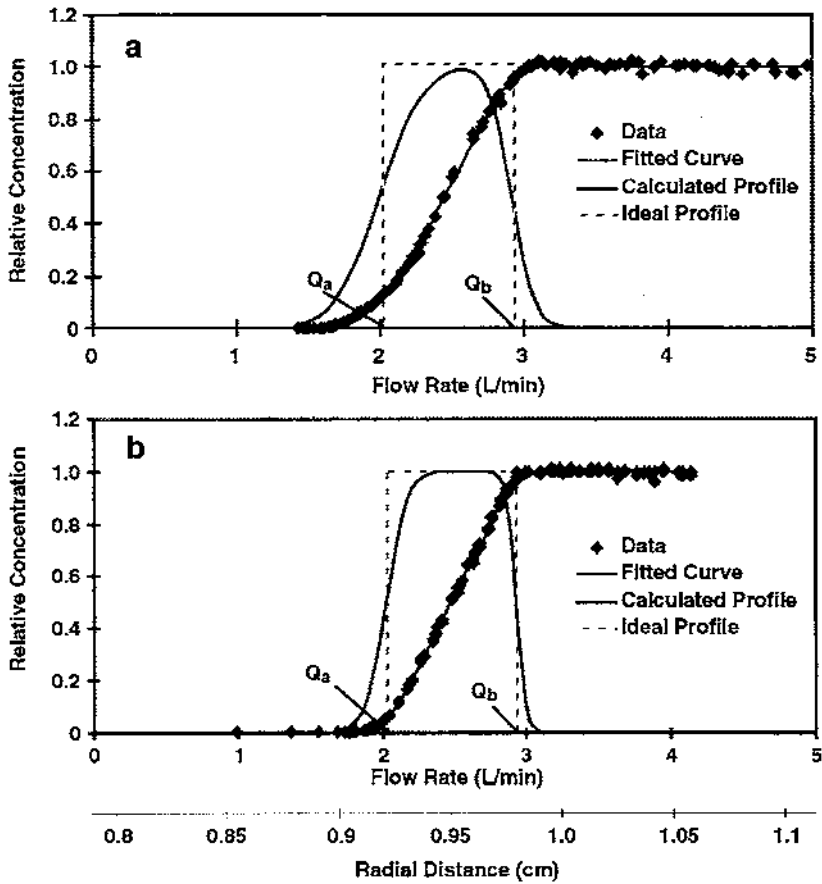 a
Relative Concentration
1.2
1.0
0.8
0.6
0.4
0.2
0
Data
Fitted Curve
Calculated Profile
Ideal Profile
Qa
Qb
0 1 2 3 4 5
Flow Rate (L/min)
b
Relative Concentration
1.2
1.0
0.8
0.6
0.4
0.2
0
Data
Fitted Curve
Calculated Profile
Ideal Profile
Qa
Qb
0 1 2 3 4 5
Flow Rate (L/min)
0.8 0.85 0.9 0.95 1.0 1.05 1.1
Radial Distance (cm)